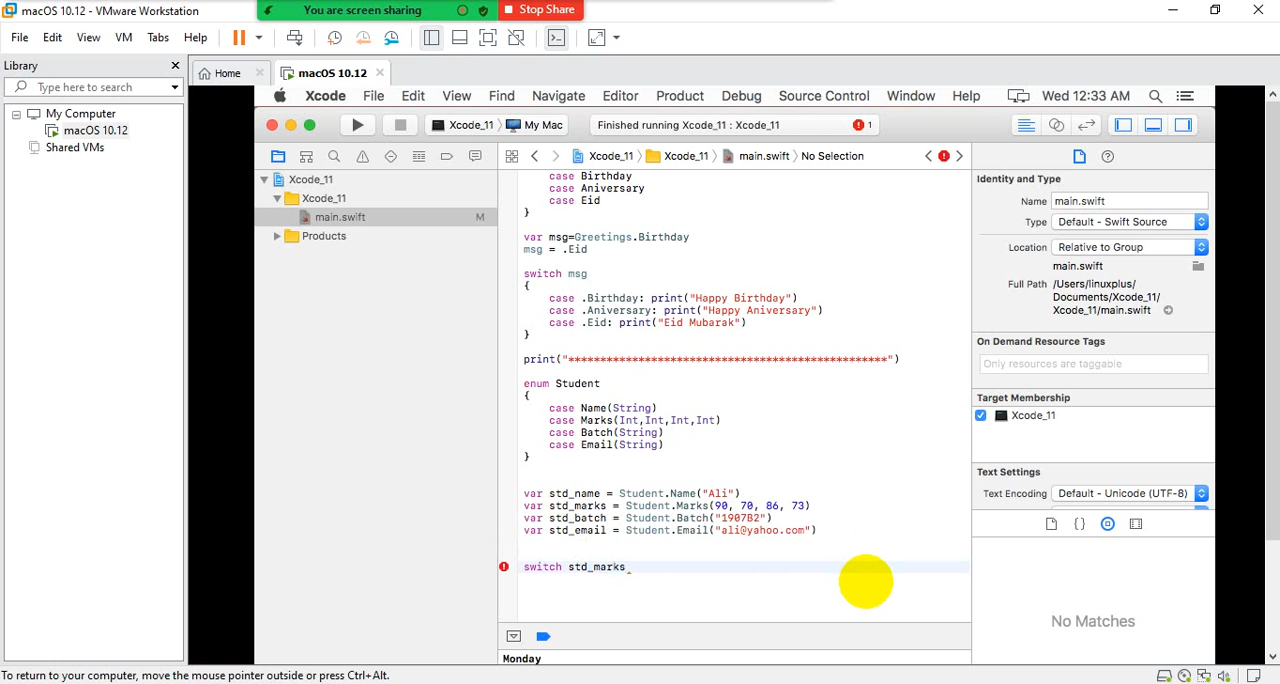 macOS 10.12 - VMware Workstation
You are screen sharing
Stop Share
File Edit View VM Tabs Help
Library
Type here to search
My Computer
macOS 10.12
Shared VMs
Home
macOS 10.12
Xcode File Edit View Find Navigate Editor Product Debug Source Control Window Help Wed 12:33 AM
Xcode_11 My Mac
Finished running Xcode_11 : Xcode_11
1
Xcode_11
Xcode_11
main.swift M
Products
Xcode_11 Xcode_11 main.swift No Selection
case Birthday
case Aniversary
case Eid
}
var msg=Greetings.Birthday
msg = .Eid
switch msg
{
case .Birthday: print("Happy Birthday")
case .Aniversary: print("Happy Aniversary")
case .Eid: print("Eid Mubarak")
}
print("**************************************************")
enum Student
{
case Name(String)
case Marks(Int,Int,Int,Int)
case Batch(String)
case Email(String)
}
var std_name = Student.Name("Ali")
var std_marks = Student.Marks(90, 70, 86, 73)
var std_batch = Student.Batch("1907B2")
var std_email = Student.Email("ali@yahoo.com")
switch std_marks
Monday
Identity and Type
Name main.swift
Type Default - Swift Source
Location Relative to Group
main.swift
Full Path /Users/linuxplus/
Documents/Xcode_11/
Xcode_11/main.swift
On Demand Resource Tags
Only resources are taggable
Target Membership
Xcode_11
Text Settings
Text Encoding Default - Unicode (UTF-8)
No Matches
To return to your computer, move the mouse pointer outside or press Ctrl+Alt.